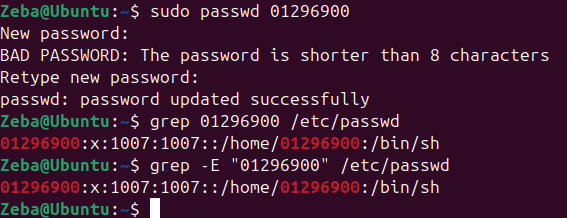 Zeba@Ubuntu:~$ sudo passwd 01296900
New password:
BAD PASSWORD: The password is shorter than 8 characters
Retype new password:
passwd: password updated successfully
Zeba@Ubuntu:~$ grep 01296900 /etc/passwd
01296900:x:1007:1007::/home/01296900:/bin/sh
Zeba@Ubuntu:~$ grep -E "01296900" /etc/passwd
01296900:x:1007:1007::/home/01296900:/bin/sh
Zeba@Ubuntu:~$